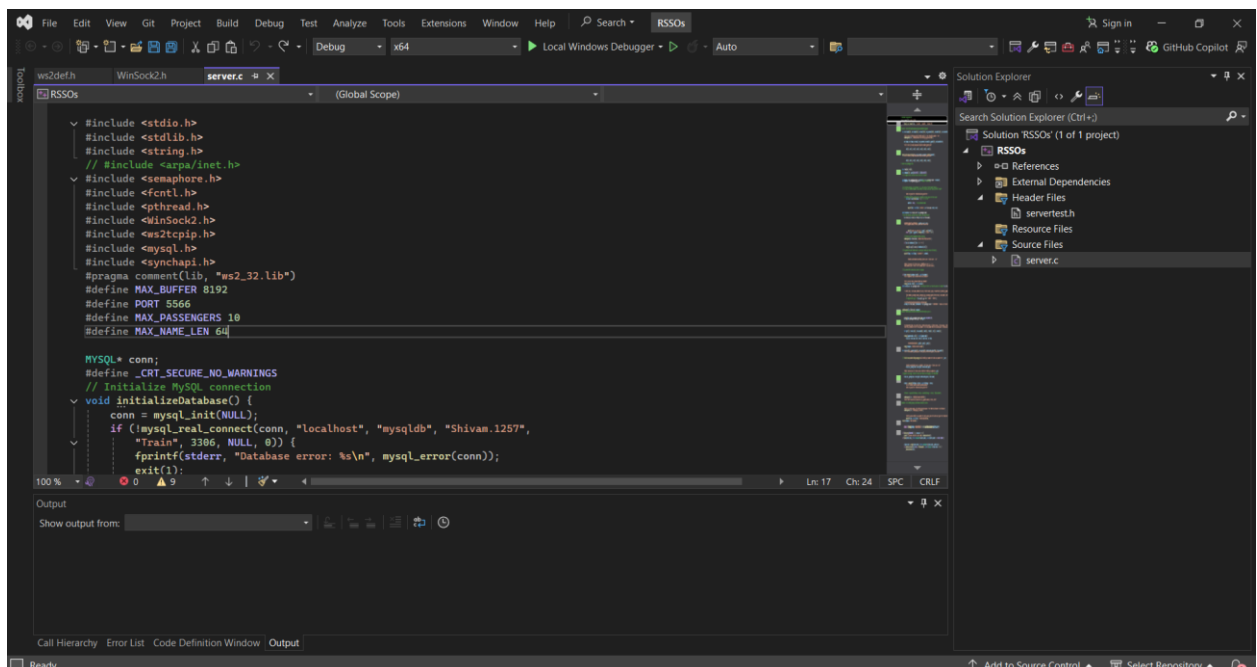 File Edit View Git Project Build Debug Test Analyze Tools Extensions Window Help Search RSSOs Sign in
Debug x64 Local Windows Debugger Auto GitHub Copilot
Toolbox
ws2def.h WinSock2.h server.c
RSSOs (Global Scope)
#include <stdio.h>
#include <stdlib.h>
#include <string.h>
// #include <arpa/inet.h>
#include <semaphore.h>
#include <fcntl.h>
#include <pthread.h>
#include <WinSock2.h>
#include <ws2tcpip.h>
#include <mysql.h>
#include <synchapi.h>
#pragma comment(lib, "ws2_32.lib")
#define MAX_BUFFER 8192
#define PORT 5566
#define MAX_PASSENGERS 10
#define MAX_NAME_LEN 64
MYSQL* conn;
#define _CRT_SECURE_NO_WARNINGS
// Initialize MySQL connection
void initializeDatabase() {
conn = mysql_init(NULL);
if (!mysql_real_connect(conn, "localhost", "mysqldb", "Shivam.1257",
"Train", 3306, NULL, 0)) {
fprintf(stderr, "Database error: %s\n", mysql_error(conn));
exit(1);
100 % 0 9 Ln: 17 Ch: 24 SPC CRLF
Output
Show output from:
Call Hierarchy Error List Code Definition Window Output
Solution Explorer
Search Solution Explorer (Ctrl+;)
Solution 'RSSOs' (1 of 1 project)
RSSOs
References
External Dependencies
Header Files
servertest.h
Resource Files
Source Files
server.c
Ready Add to Source Control Select Repository